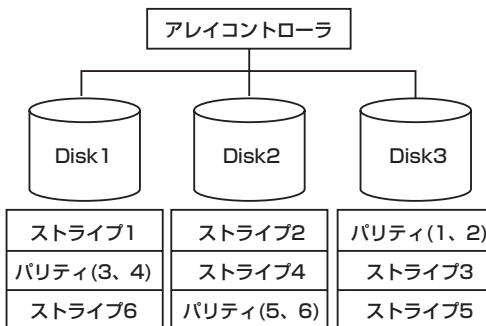 アレイコントローラ
Disk1
Disk2
Disk3
ストライプ1
ストライプ2
パリティ(1、2)
パリティ(3、4)
ストライプ4
ストライプ3
ストライプ6
パリティ(5、6)
ストライプ5